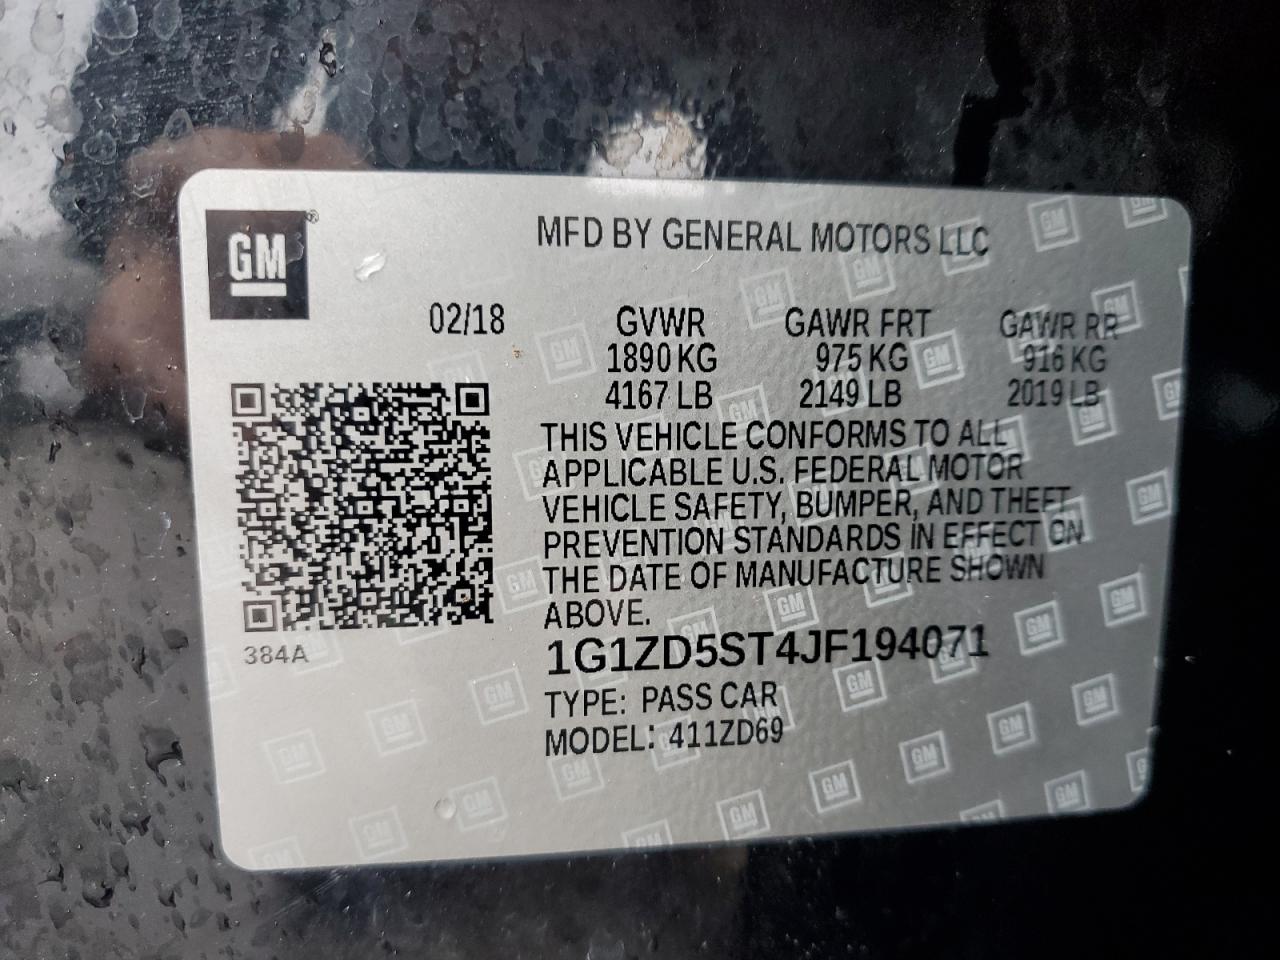 GM®
MFD BY GENERAL MOTORS LLC
02/18 GVWR GAWR FRT GAWR RR
1890 KG 975 KG 916 KG
4167 LB 2149 LB 2019 LB
THIS VEHICLE CONFORMS TO ALL
APPLICABLE U.S. FEDERAL MOTOR
VEHICLE SAFETY, BUMPER, AND THEFT
PREVENTION STANDARDS IN EFFECT ON
THE DATE OF MANUFACTURE SHOWN
ABOVE.
384A
1G1ZD5ST4JF194071
TYPE: PASS CAR
MODEL: 411ZD69